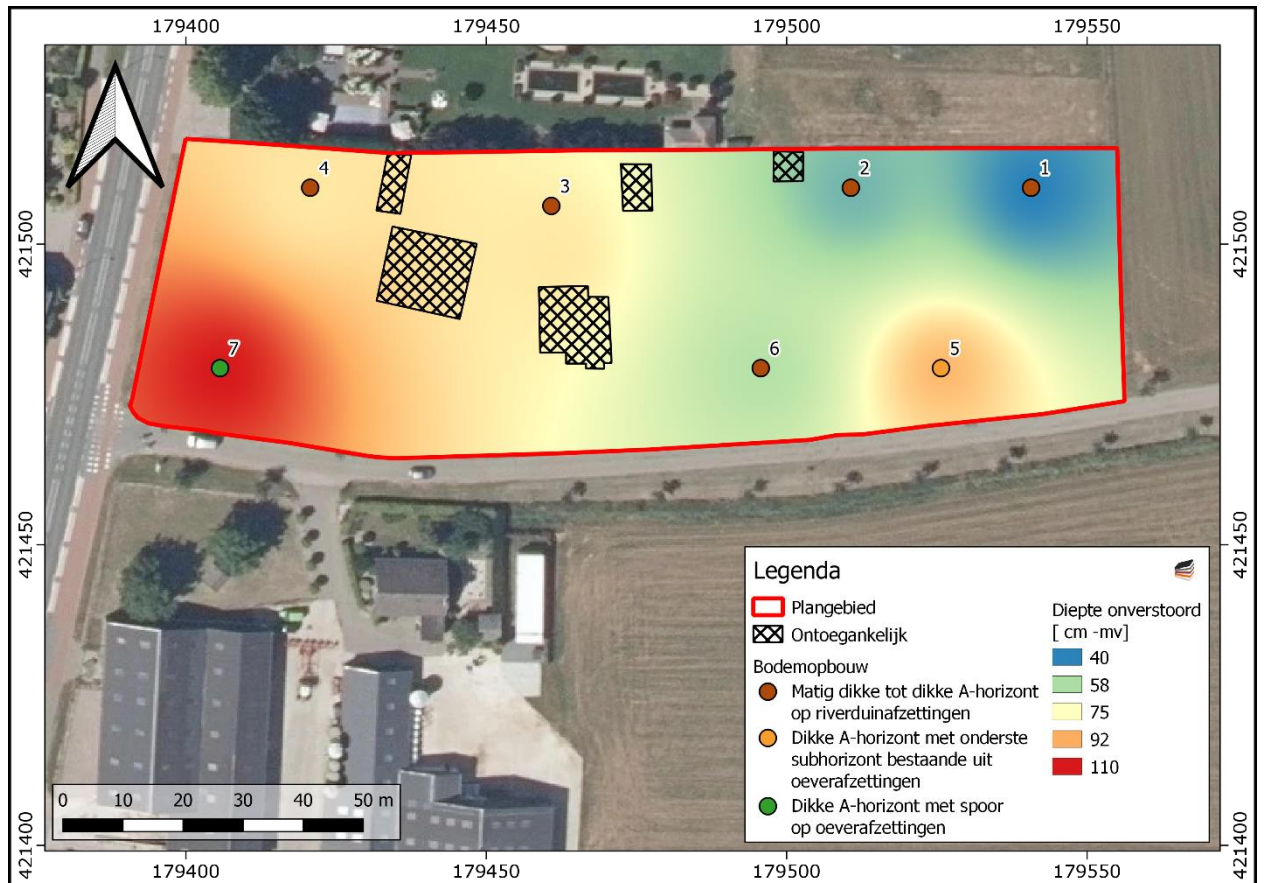 179400 179450 179500 179550
4
3
2
1
421500
421500
7
6
5
421450
421450
Legenda
Plangebied
Ontoegankelijk
Bodemopbouw
Matig dikke tot dikke A-horizont
op riverduinafzettingen
Dikke A-horizont met onderste
subhorizont bestaande uit
oeverafzettingen
Dikke A-horizont met spoor
op oeverafzettingen
Diepte onverstoord
[ cm -mv]
40
58
75
92
110
0 10 20 30 40 50 m
421400
421400
179400 179450 179500 179550